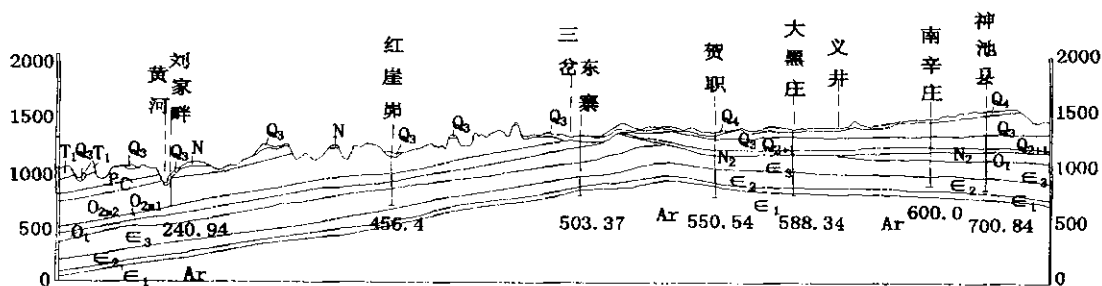 2000
1500
1000
500
0
黄河
刘家畔
红崖峁
三岔
东寨
贺职
大黑庄
义井
南辛庄
神池县
2000
1500
1000
500
0
T₁ Q₃ T₁
Q₃
Q₃
N
Q₃
N
Q₃
Q₃
Q₃
Q₄
Q₃
Q₂₊₁
Q₄
Q₃
Q₂₊₁
P
C
N₂
N₂
O₁
∈₃
∈₃
O₂ₘ₂
O₂ₘ₁
O₁
∈₃
∈₂
∈₁
∈₂
∈₁
∈₂
∈₁
240.94
456.4
503.37
Ar
550.54
588.34
Ar
600.0
700.84
Ar